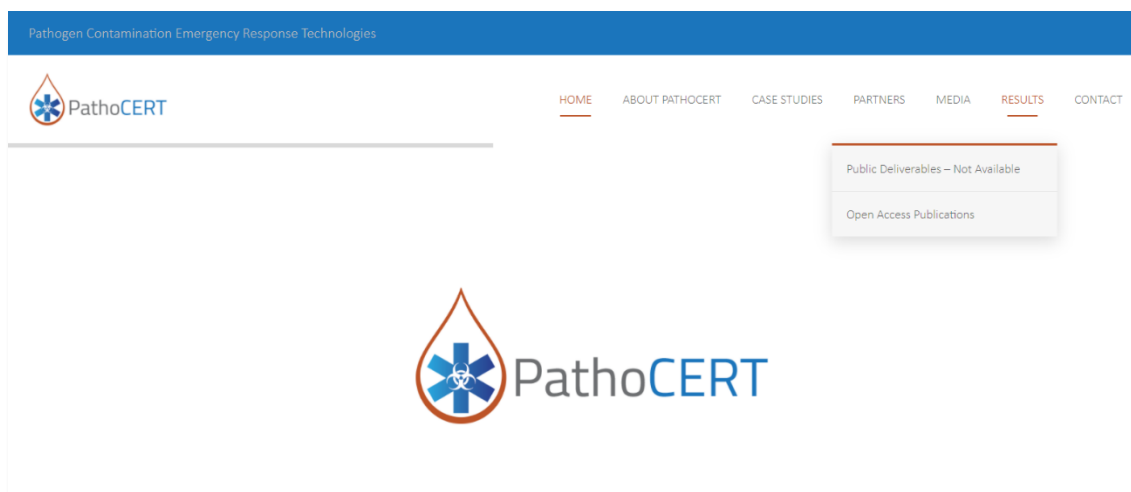 Pathogen Contamination Emergency Response Technologies
PathoCERT
HOME ABOUT PATHOCERT CASE STUDIES PARTNERS MEDIA RESULTS CONTACT
Public Deliverables – Not Available
Open Access Publications
PathoCERT